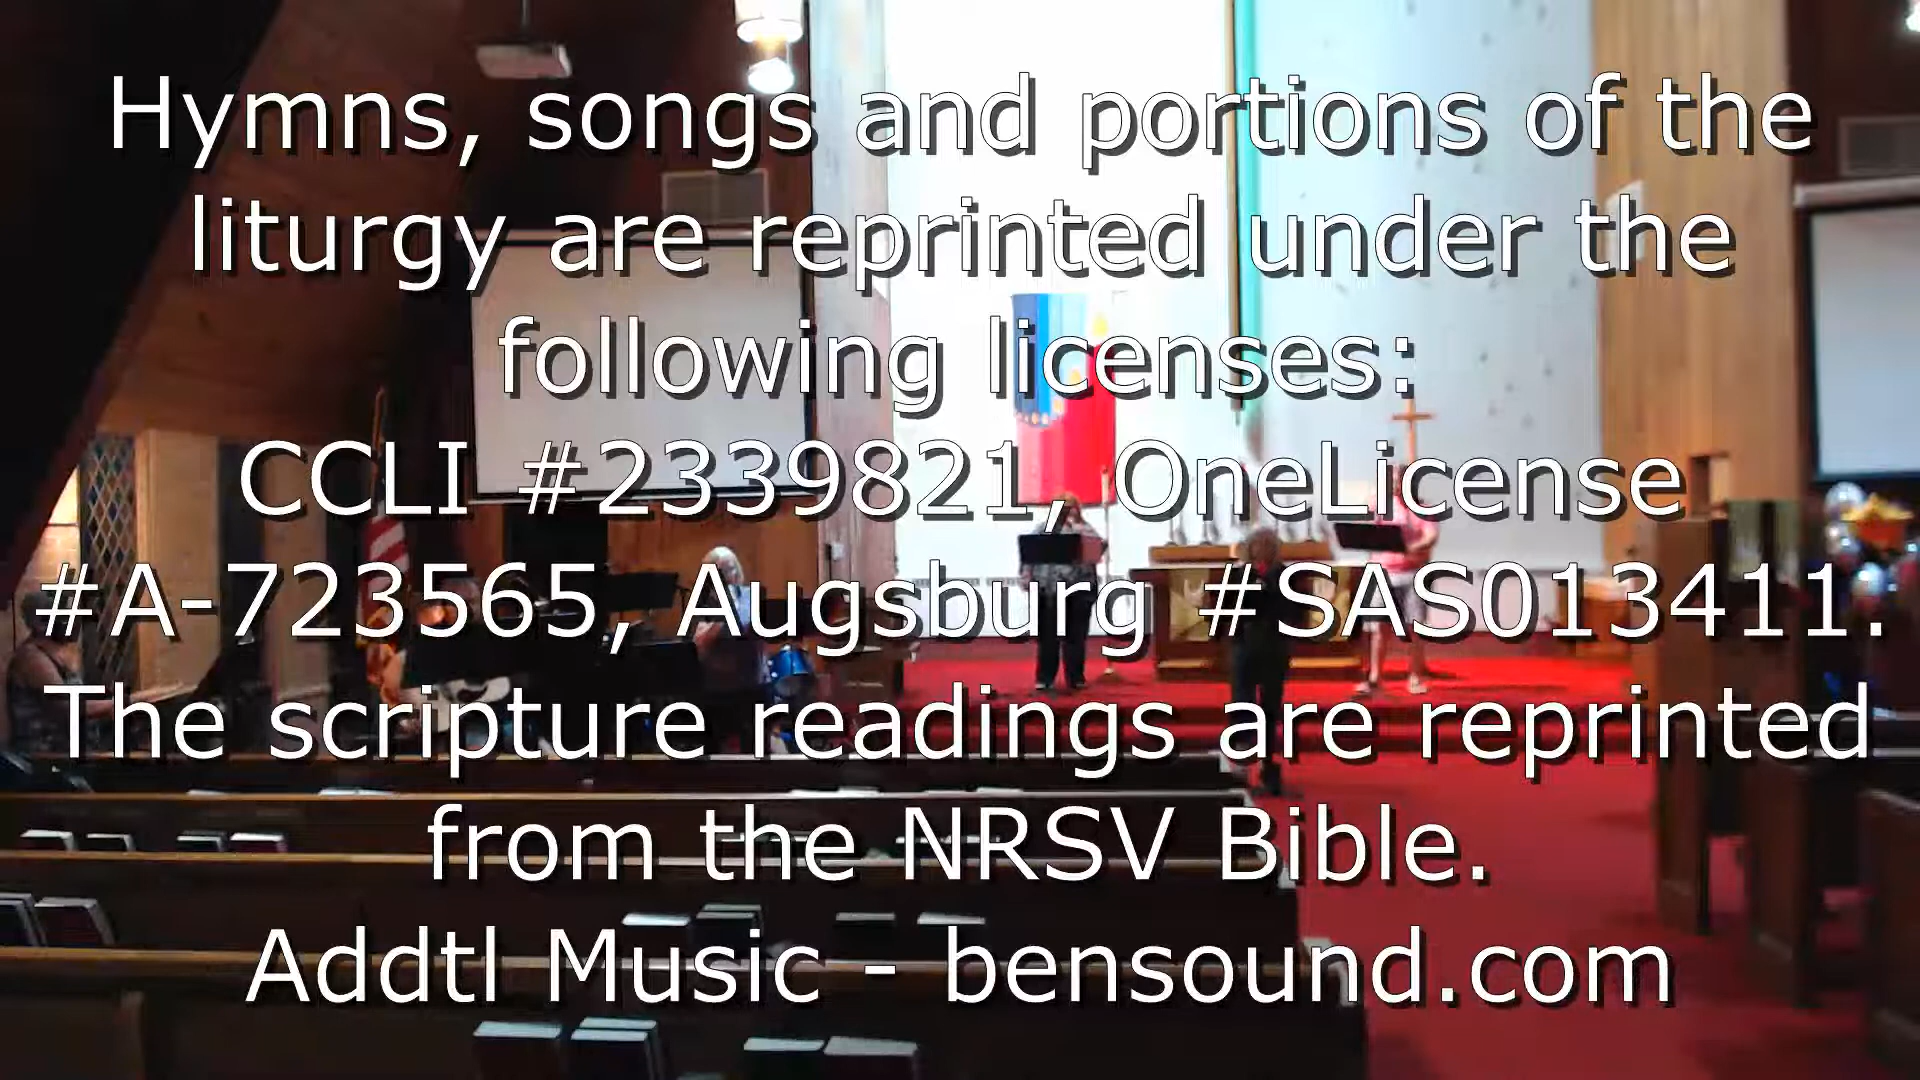 Hymns, songs and portions of the
liturgy are reprinted under the
following licenses:
CCLI #2339821, OneLicense
#A-723565, Augsburg #SAS013411.
The scripture readings are reprinted
from the NRSV Bible.
Addtl Music - bensound.com